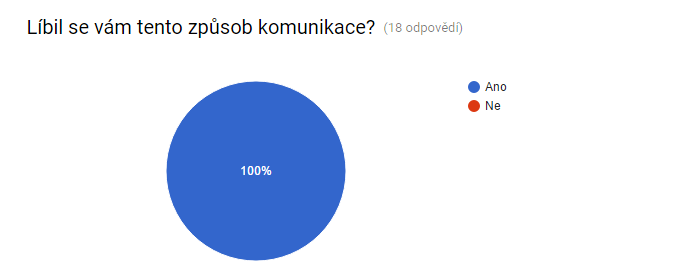 Líbil se vám tento způsob komunikace? (18 odpovědí)
Ano
Ne
100%